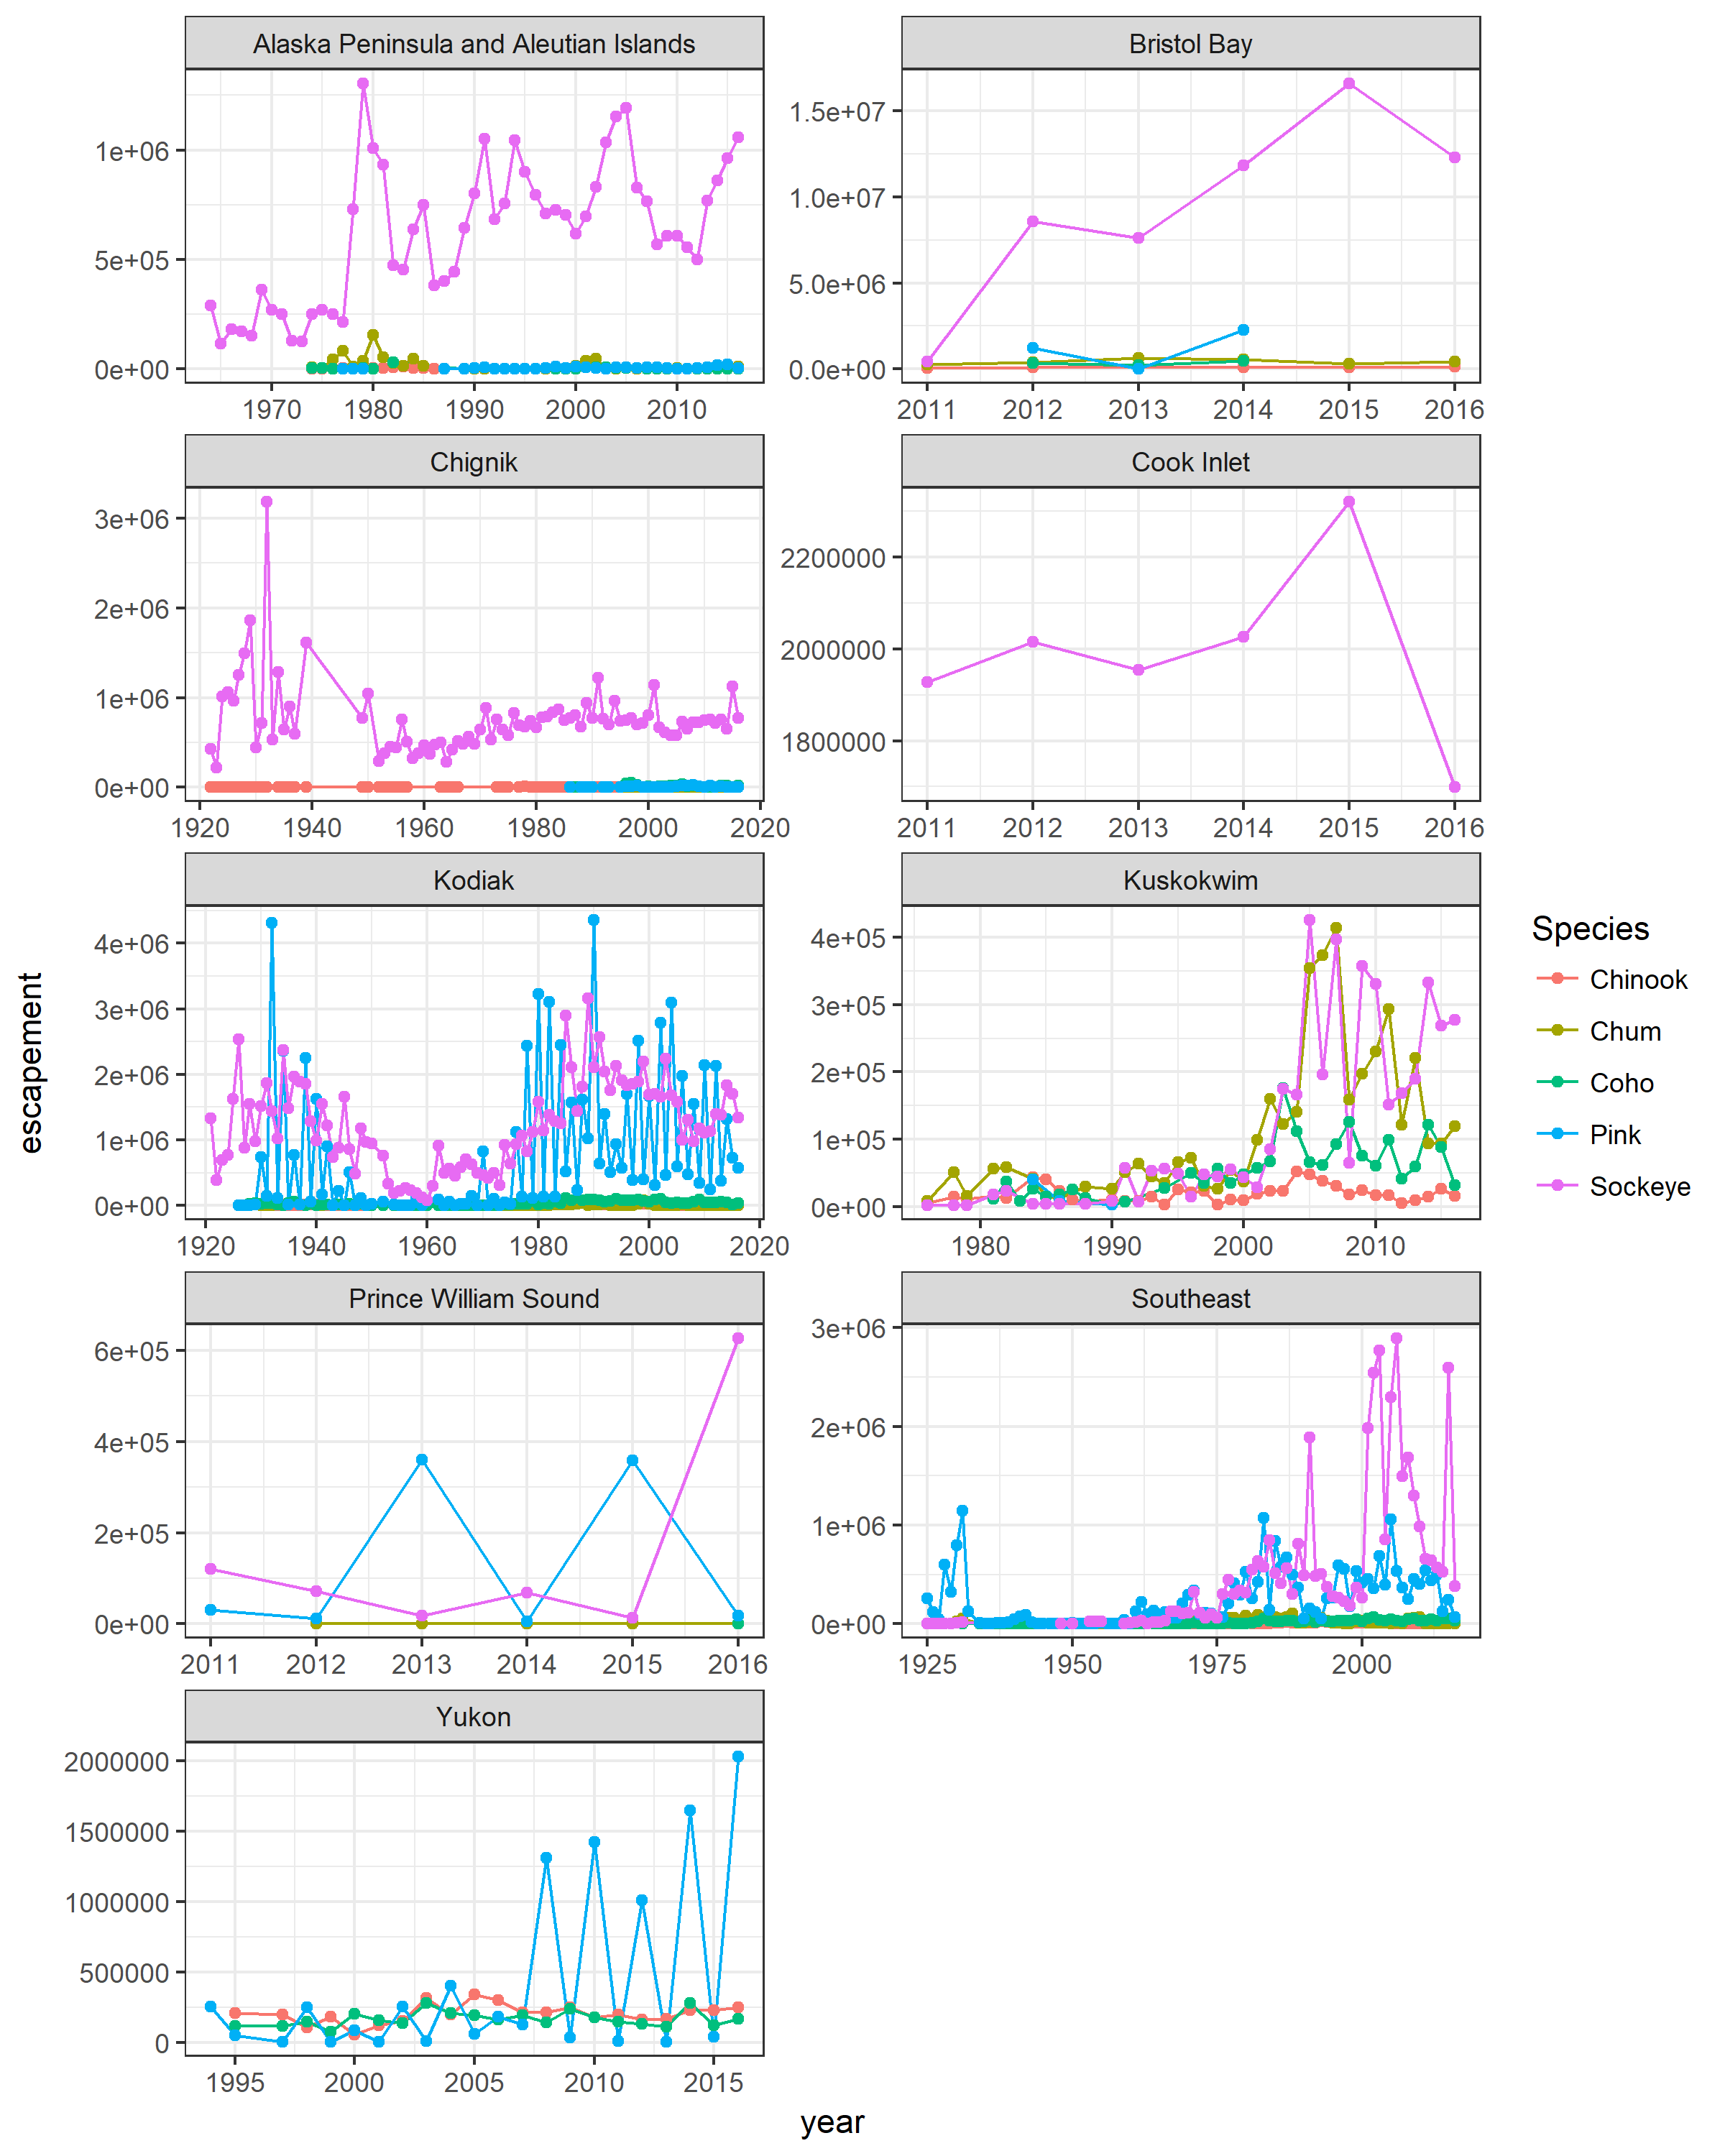 Alaska Peninsula and Aleutian Islands
1e+06
5e+05
0e+00
1970 1980 1990 2000 2010
Bristol Bay
1.5e+07
1.0e+07
5.0e+06
0.0e+00
2011 2012 2013 2014 2015 2016
Chignik
3e+06
2e+06
1e+06
0e+00
1920 1940 1960 1980 2000 2020
Cook Inlet
2200000
2000000
1800000
2011 2012 2013 2014 2015 2016
Kodiak
4e+06
3e+06
2e+06
1e+06
0e+00
1920 1940 1960 1980 2000 2020
Kuskokwim
4e+05
3e+05
2e+05
1e+05
0e+00
1980 1990 2000 2010
Prince William Sound
6e+05
4e+05
2e+05
0e+00
2011 2012 2013 2014 2015 2016
Southeast
3e+06
2e+06
1e+06
0e+00
1925 1950 1975 2000
Yukon
2000000
1500000
1000000
500000
0
1995 2000 2005 2010 2015
year
escapement
Species
Chinook
Chum
Coho
Pink
Sockeye